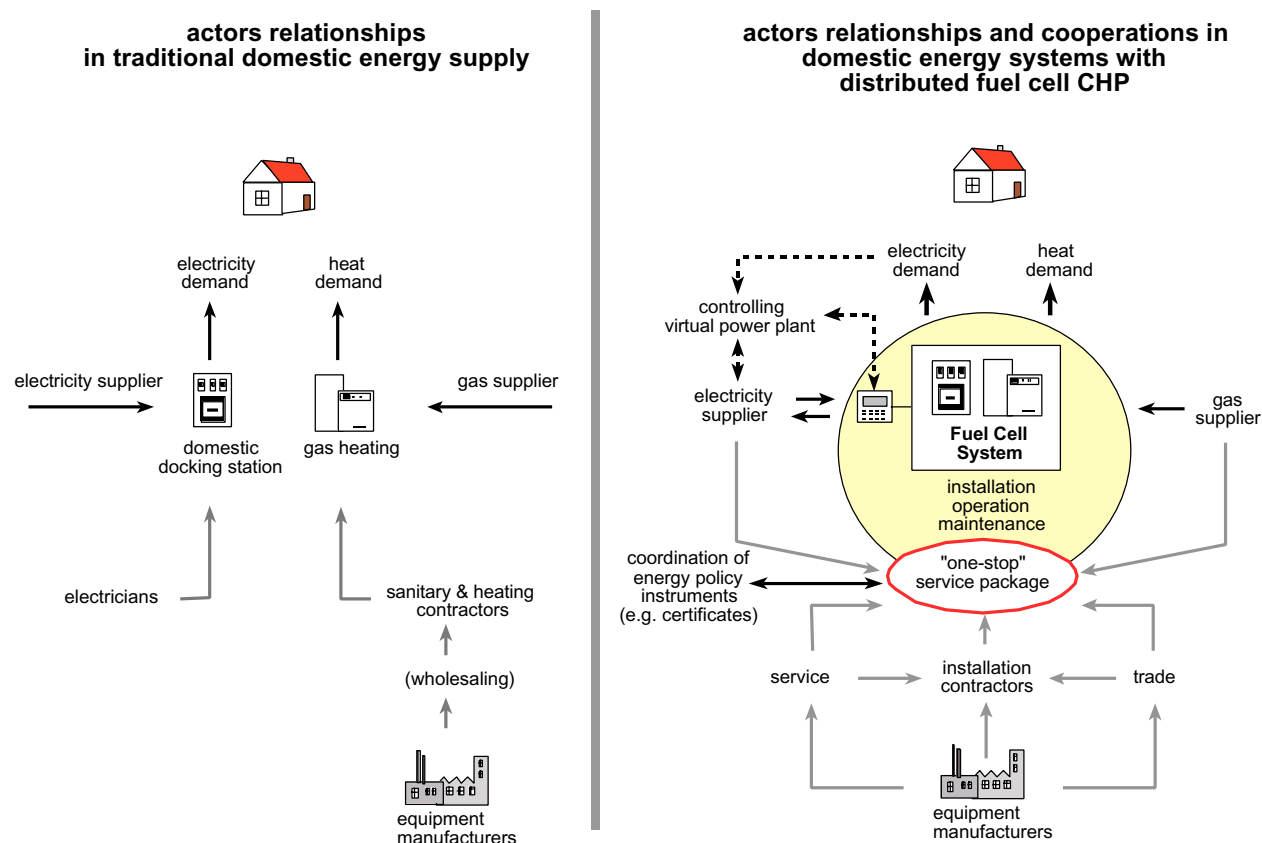 actors relationships
in traditional domestic energy supply
electricity
demand
heat
demand
electricity supplier
gas supplier
domestic
docking station
gas heating
electricians
sanitary & heating
contractors
(wholesaling)
equipment
manufacturers
actors relationships and cooperations in
domestic energy systems with
distributed fuel cell CHP
electricity
demand
heat
demand
controlling
virtual power plant
electricity
supplier
gas
supplier
Fuel Cell
System
installation
operation
maintenance
"one-stop"
service package
coordination of
energy policy
instruments
(e.g. certificates)
service
installation
contractors
trade
equipment
manufacturers